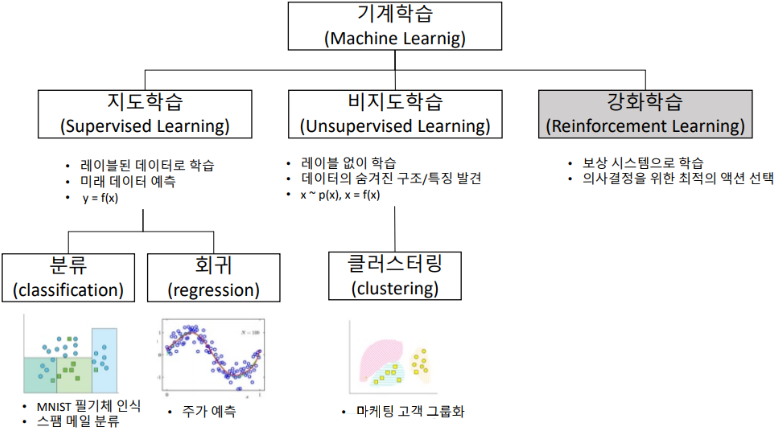 기계학습
(Machine Learnig)
지도학습
(Supervised Learning)
비지도학습
(Unsupervised Learning)
강화학습
(Reinforcement Learning)
• 레이블된 데이터로 학습
• 미래 데이터 예측
• y = f(x)
• 레이블 없이 학습
• 데이터의 숨겨진 구조/특징 발견
• x ~ p(x), x = f(x)
• 보상 시스템으로 학습
• 의사결정을 위한 최적의 액션 선택
분류
(classification)
회귀
(regression)
클러스터링
(clustering)
N = 100
1
0
0
x
1
• MNIST 필기체 인식
• 스팸 메일 분류
• 주가 예측
• 마케팅 고객 그룹화